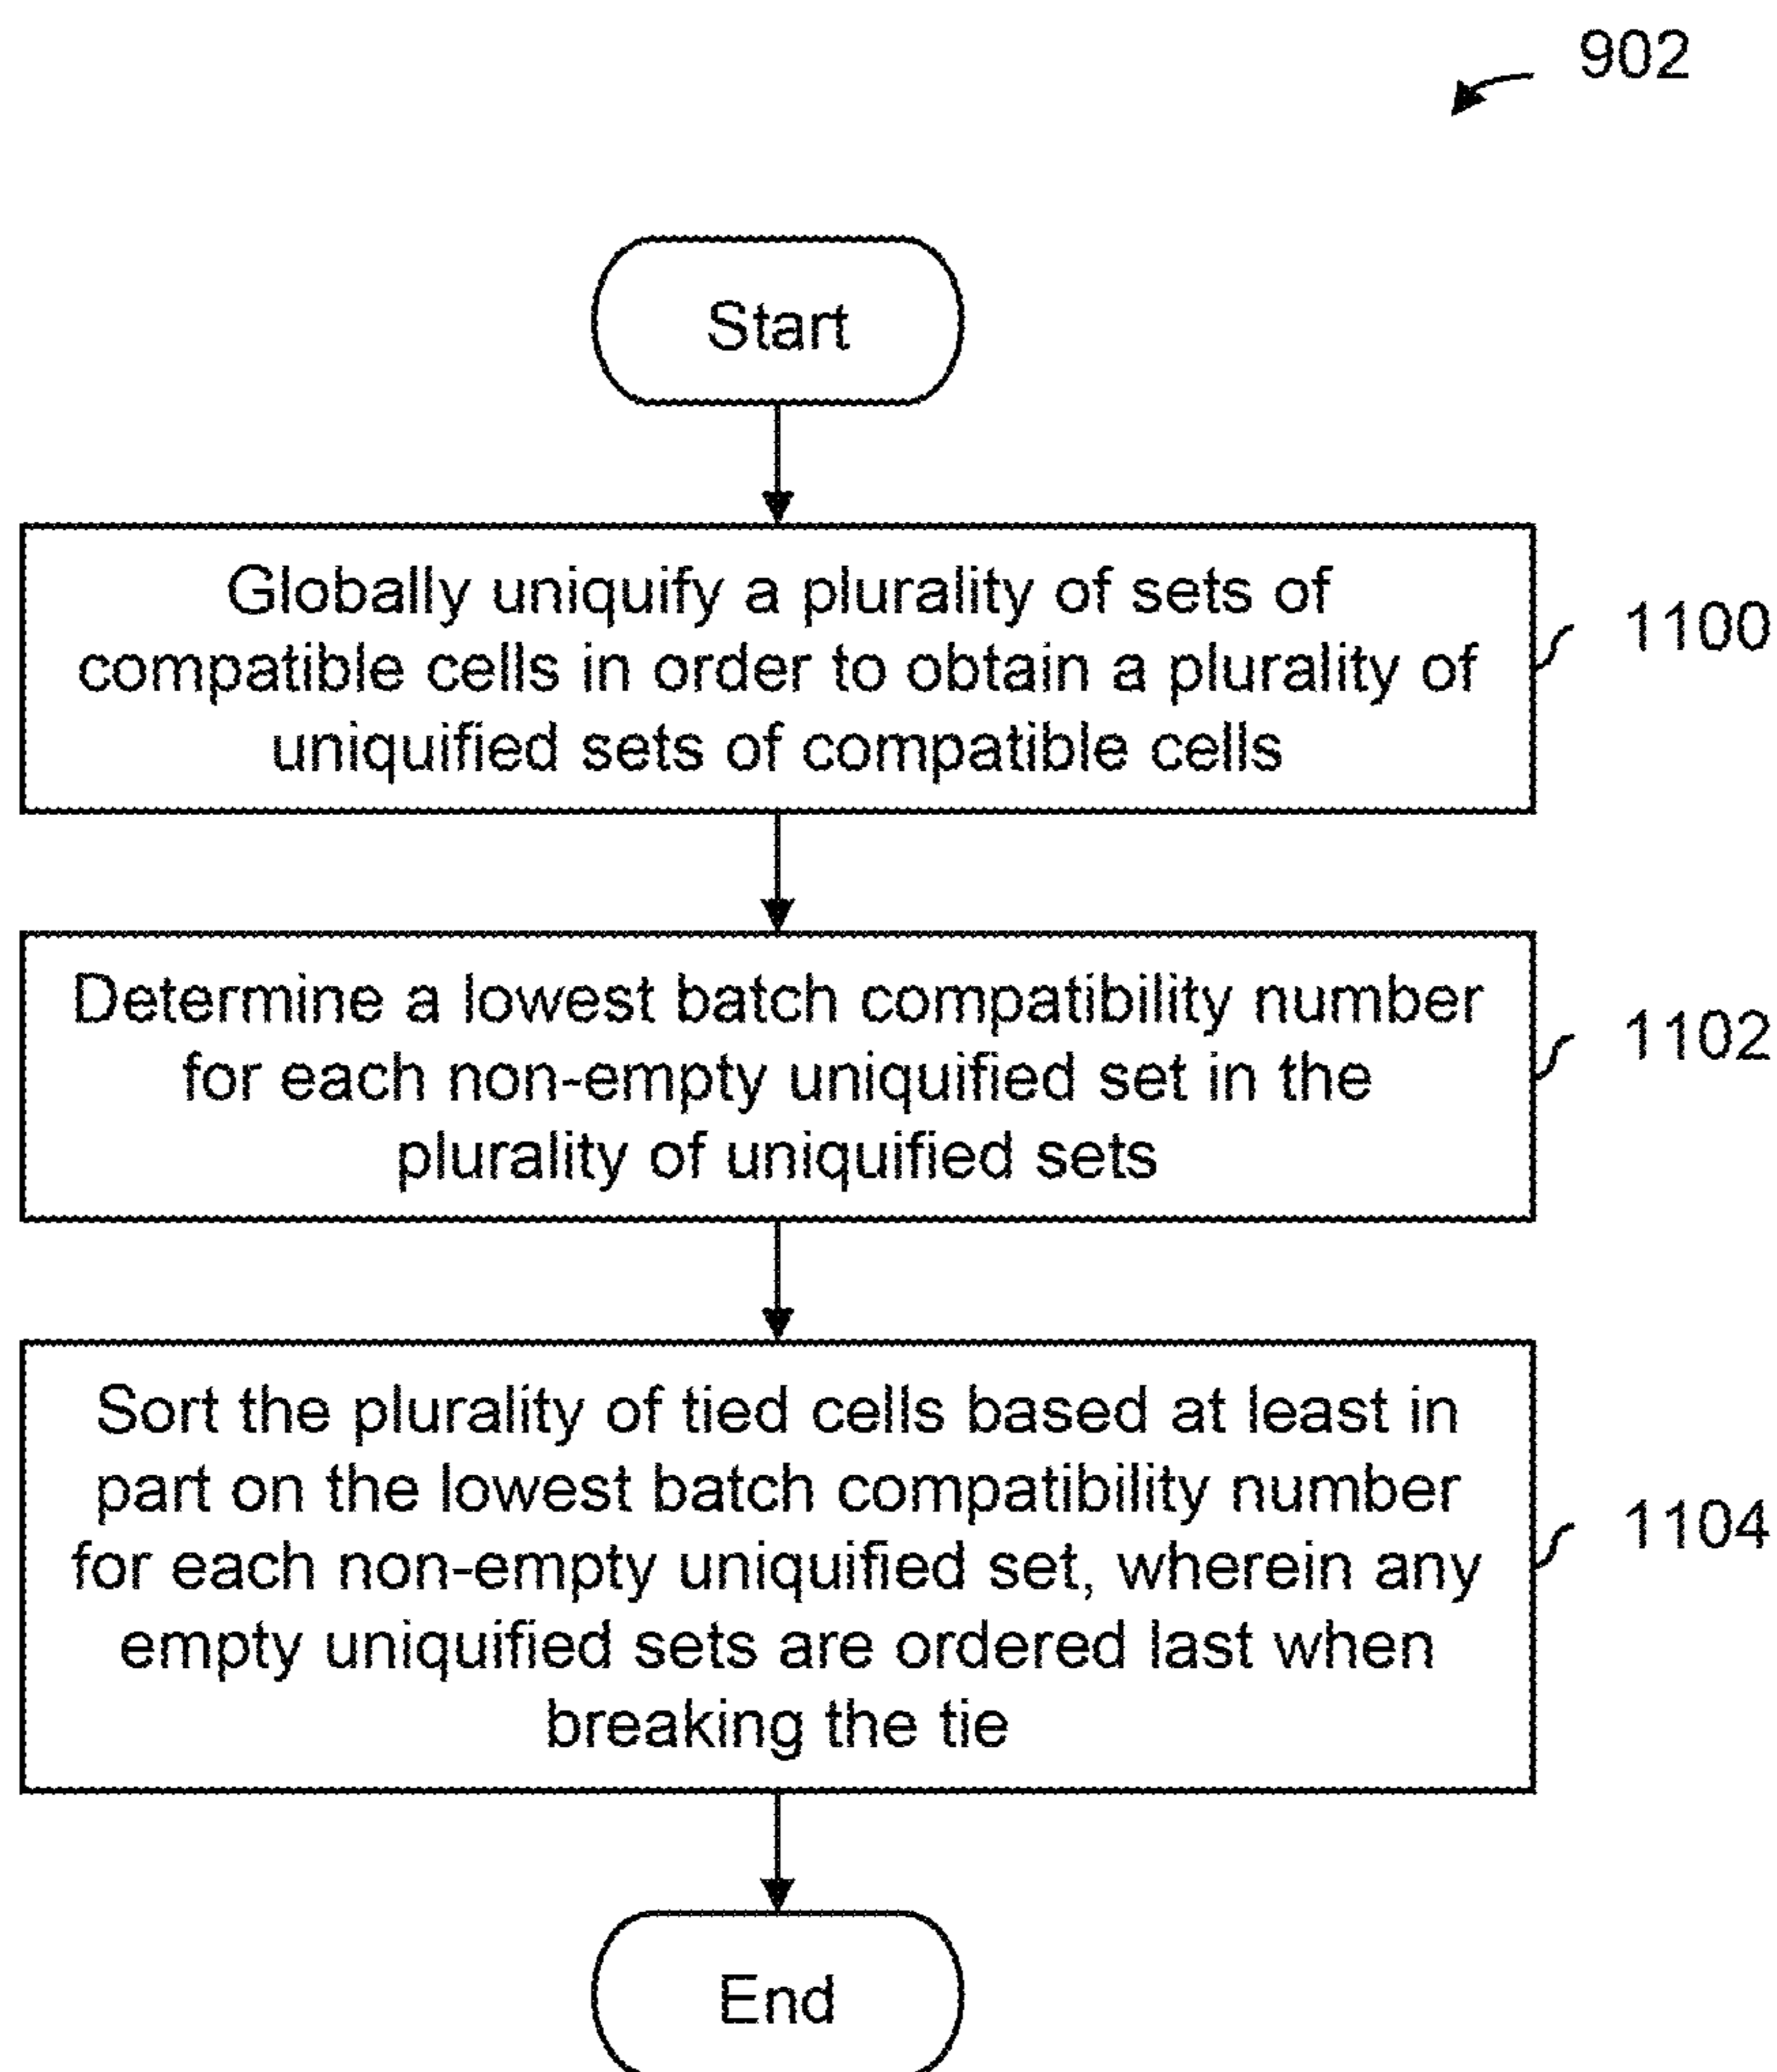 902
Start
Globally uniquify a plurality of sets of
compatible cells in order to obtain a plurality of
uniquified sets of compatible cells
1100
Determine a lowest batch compatibility number
for each non-empty uniquified set in the
plurality of uniquified sets
1102
Sort the plurality of tied cells based at least in
part on the lowest batch compatibility number
for each non-empty uniquified set, wherein any
empty uniquified sets are ordered last when
breaking the tie
1104
End